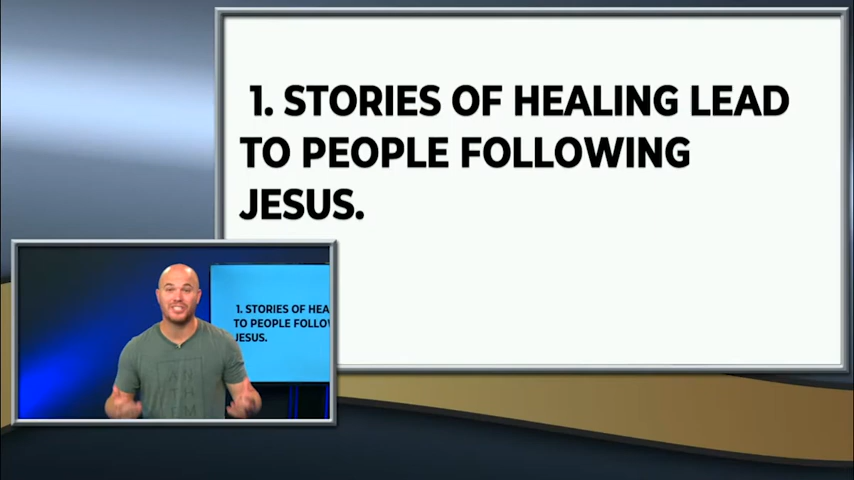 1. STORIES OF HEALING LEAD
TO PEOPLE FOLLOWING
JESUS.
1. STORIES OF HEA
TO PEOPLE FOLLOW
JESUS.